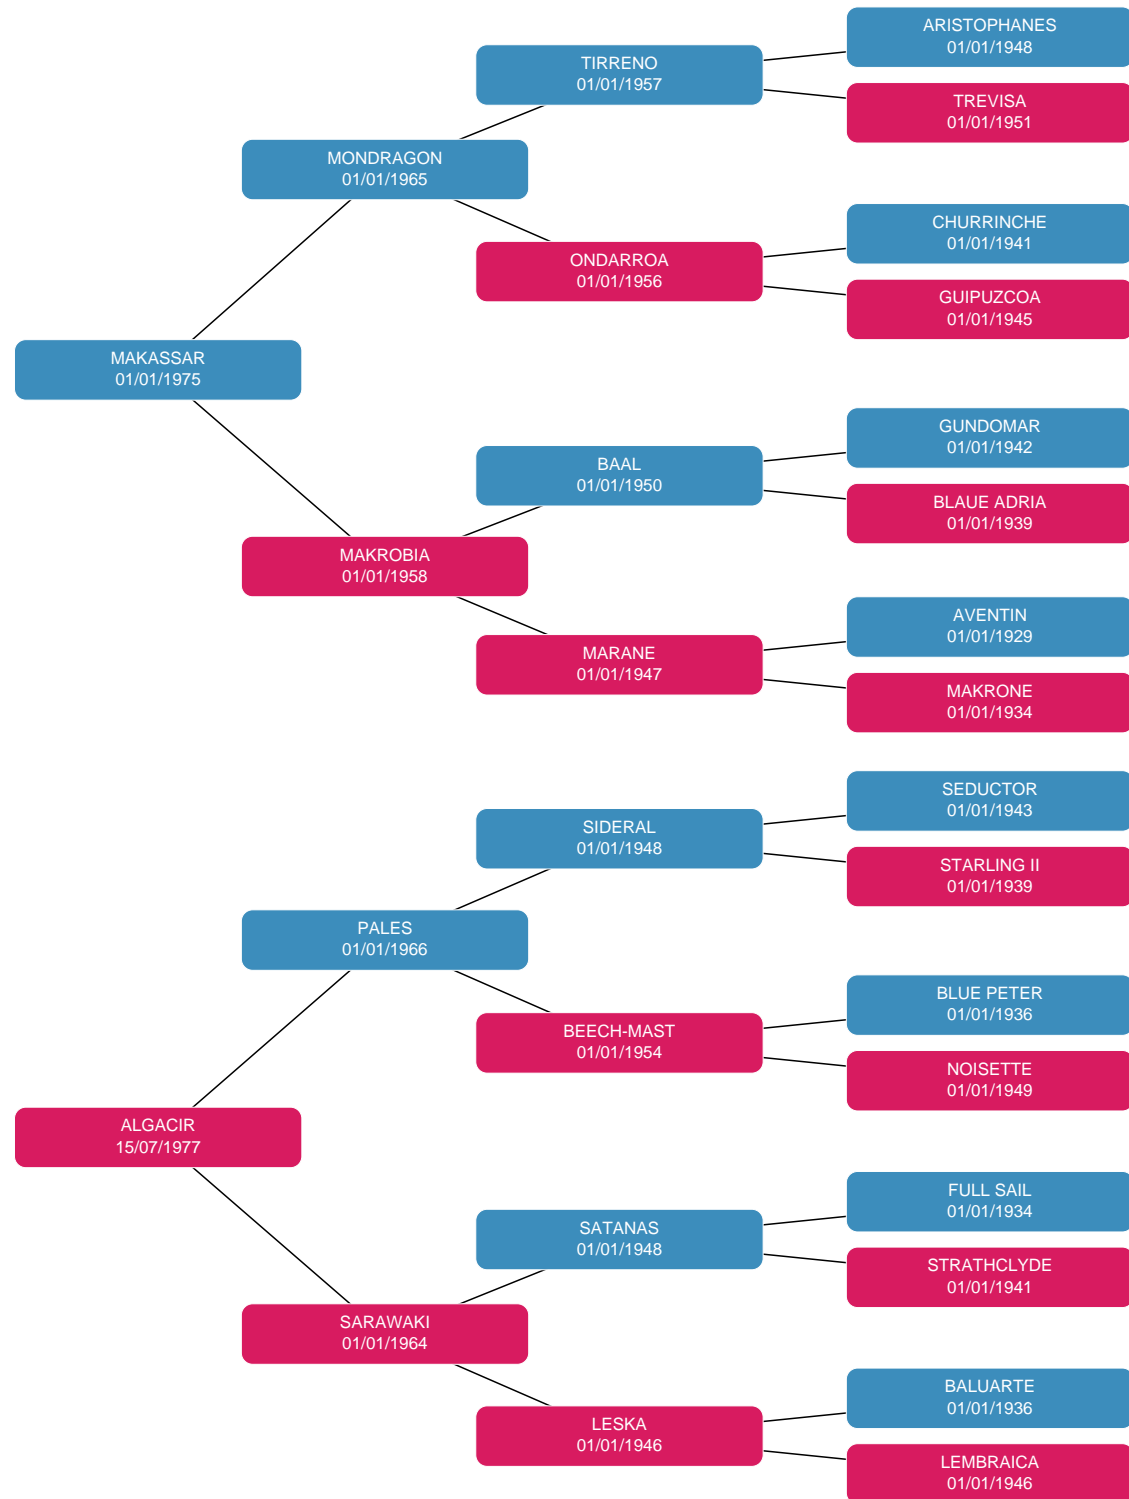 ARISTOPHANES
01/01/1948
TIRRENO
01/01/1957
TREVISA
01/01/1951
MONDRAGON
01/01/1965
CHURRINCHE
01/01/1941
ONDARROA
01/01/1956
GUIPUZCOA
01/01/1945
MAKASSAR
01/01/1975
GUNDOMAR
01/01/1942
BAAL
01/01/1950
BLAUE ADRIA
01/01/1939
MAKROBIA
01/01/1958
AVENTIN
01/01/1929
MARANE
01/01/1947
MAKRONE
01/01/1934
SEDUCTOR
01/01/1943
SIDERAL
01/01/1948
STARLING II
01/01/1939
PALES
01/01/1966
BLUE PETER
01/01/1936
BEECH-MAST
01/01/1954
NOISETTE
01/01/1949
ALGACIR
15/07/1977
FULL SAIL
01/01/1934
SATANAS
01/01/1948
STRATHCLYDE
01/01/1941
SARAWAKI
01/01/1964
BALUARTE
01/01/1936
LESKA
01/01/1946
LEMBRAICA
01/01/1946